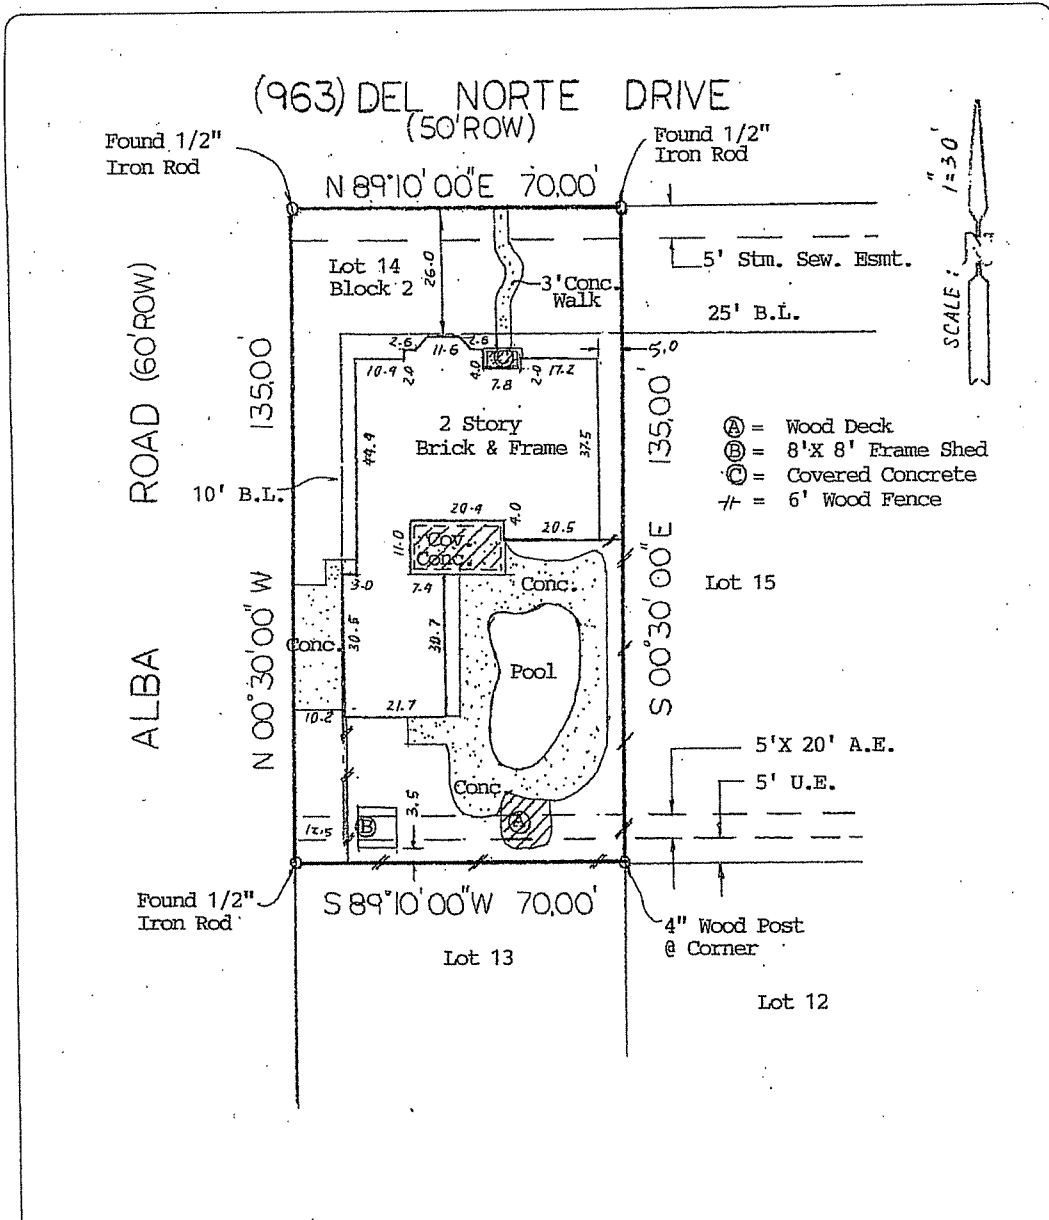 (963) DEL NORTE DRIVE
(50'ROW)
Found 1/2"
Iron Rod
Found 1/2"
Iron Rod
N 89°10'00"E 70.00'
SCALE: 1"=30'
5' Stm. Sew. Esmt.
Lot 14
Block 2
26.0
3'Conc.
Walk
25' B.L.
2.6
11.6
2.6
5.0
10.9
2.0
4.0
C
7.8
2.0
17.2
ALBA ROAD (60'ROW)
135.00'
N 00°30'00"W
135.00'
S 00°30'00"E
2 Story
Brick & Frame
49.9
37.5
A = Wood Deck
B = 8'X 8' Frame Shed
C = Covered Concrete
-//- = 6' Wood Fence
10' B.L.
20.4
4.0
20.5
11.0
Cov.
Conc.
3.0
7.4
Conc.
Lot 15
Conc.
30.5
30.7
Pool
10.2
21.7
5'X 20' A.E.
5' U.E.
Conc.
3.5
12.5
B
A
Found 1/2"
Iron Rod
S 89°10'00"W 70.00'
4" Wood Post
@ Corner
Lot 13
Lot 12